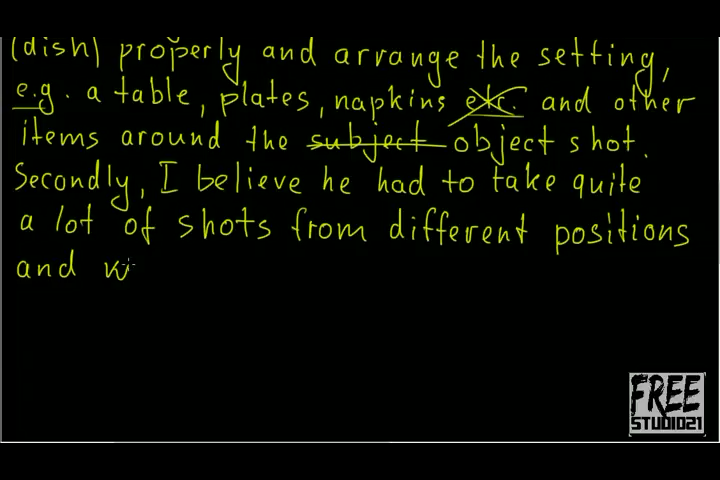 (dish) properly and arrange the setting,
e.g. a table, plates, napkins etc. and other
items around the subject object shot.
Secondly, I believe he had to take quite
a lot of shots from different positions
and wi
FREE
STUDIO21